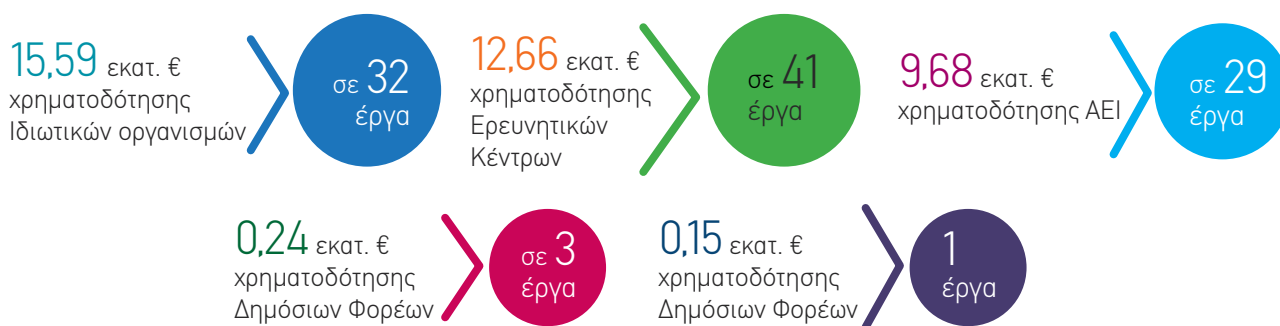 15,59 εκατ. €
χρηματοδότησης
Ιδιωτικών οργανισμών
σε 32
έργα
12,66 εκατ. €
χρηματοδότησης
Ερευνητικών
Κέντρων
σε 41
έργα
9,68 εκατ. €
χρηματοδότησης ΑΕΙ
σε 29
έργα
0,24 εκατ. €
χρηματοδότησης
Δημόσιων Φορέων
σε 3
έργα
0,15 εκατ. €
χρηματοδότησης
Δημόσιων Φορέων
1
έργα